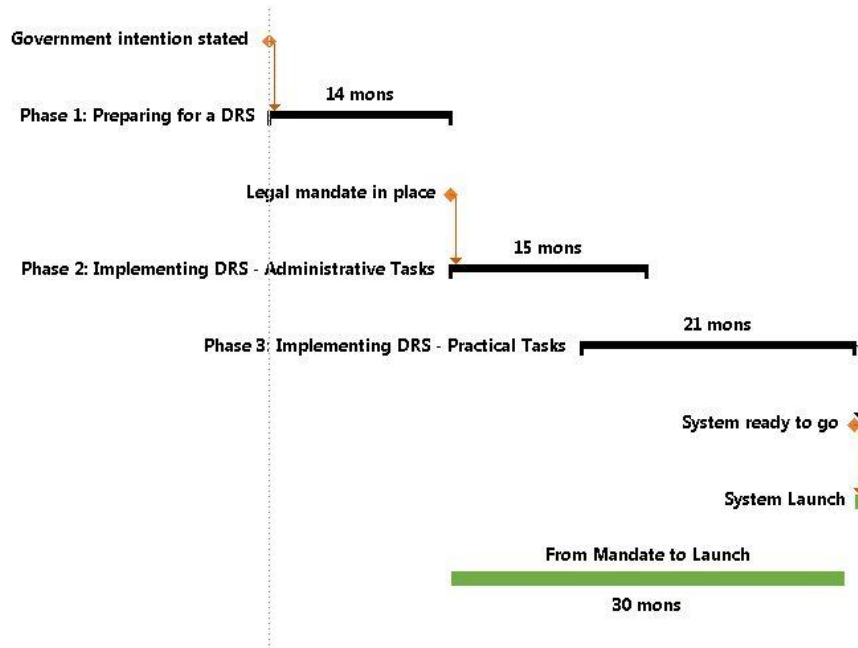 Government intention stated
14 mons
Phase 1: Preparing for a DRS
Legal mandate in place
15 mons
Phase 2: Implementing DRS - Administrative Tasks
21 mons
Phase 3: Implementing DRS - Practical Tasks
System ready to go
System Launch
From Mandate to Launch
30 mons